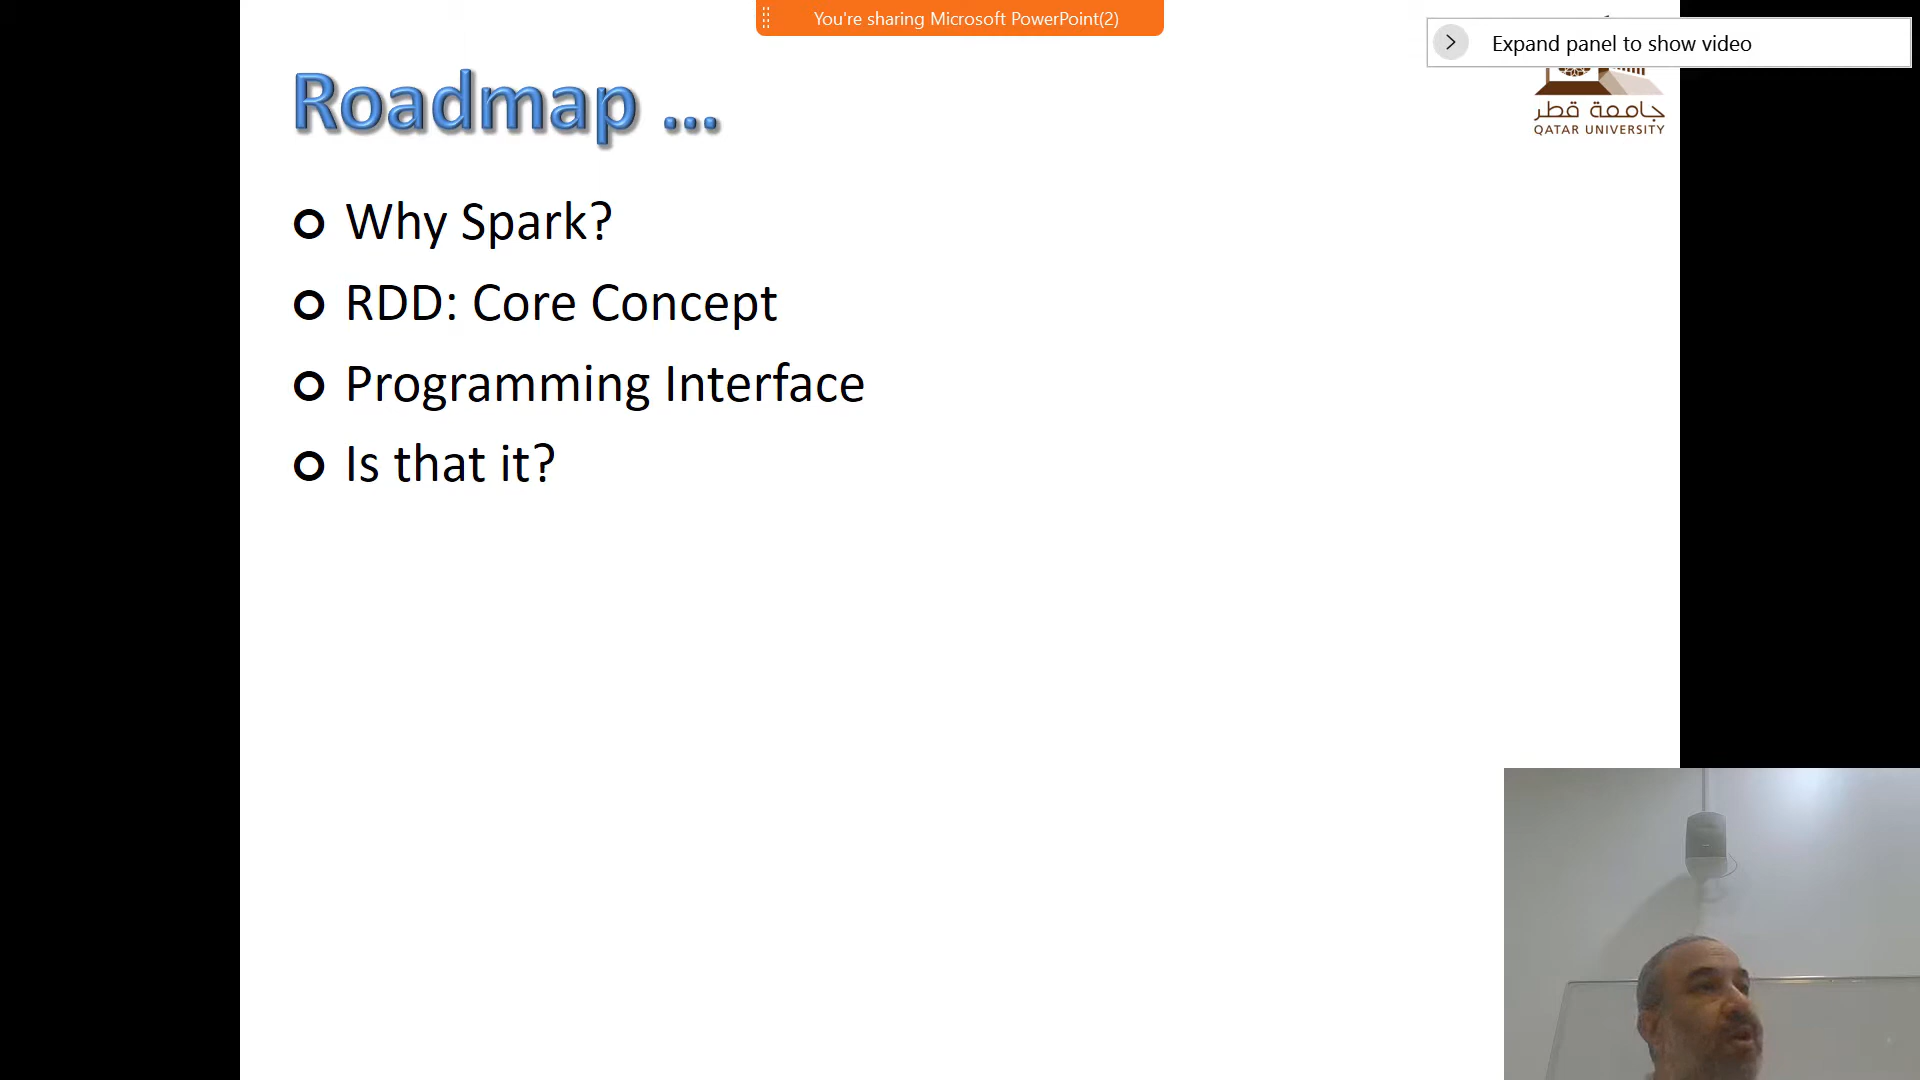 You're sharing Microsoft PowerPoint(2)
Expand panel to show video
Roadmap ...
جامعة قطر
QATAR UNIVERSITY
Why Spark?
RDD: Core Concept
Programming Interface
Is that it?